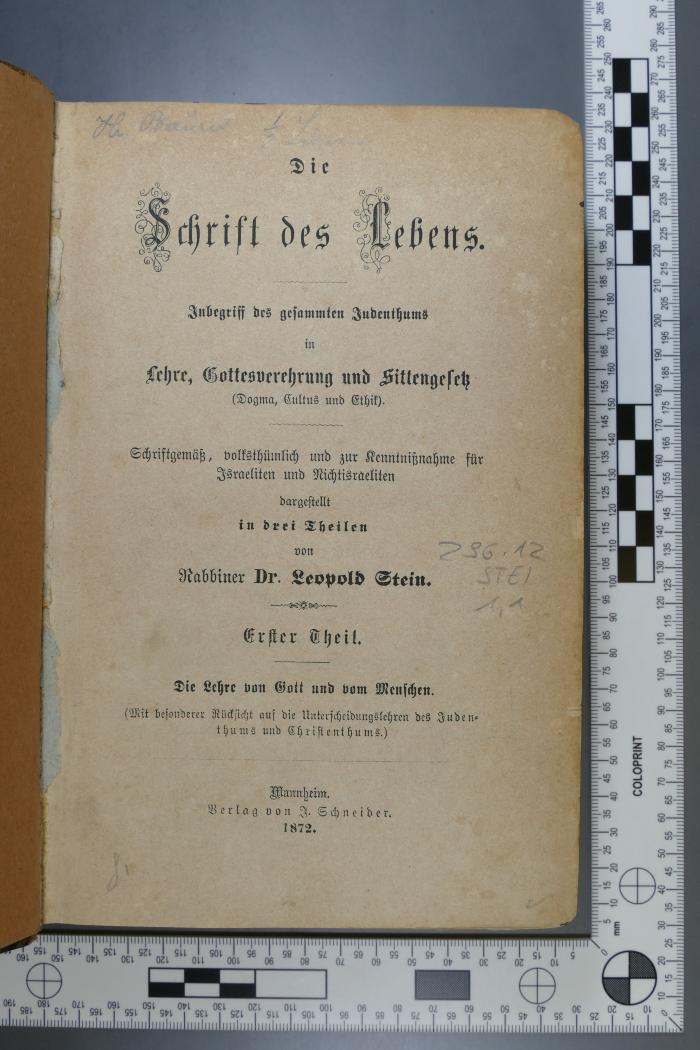 Die
Schrift des Lebens.
Inbegriff des gesammten Judenthums
in
Lehre, Gottesverehrung und Sittengesetz
(Dogma, Cultus und Ethik).
Schriftgemäß, volksthümlich und zur Kenntnißnahme für
Israeliten und Nichtisraeliten
dargestellt
in drei Theilen
von
Rabbiner Dr. Leopold Stein.
296.12
STEI
1,1
Erster Theil.
Die Lehre von Gott und vom Menschen.
(Mit besonderer Rücksicht auf die Unterscheidungslehren des Juden-
thums und Christenthums.)
Mannheim.
Verlag von J. Schneider.
1872.
COLOPRINT
mm